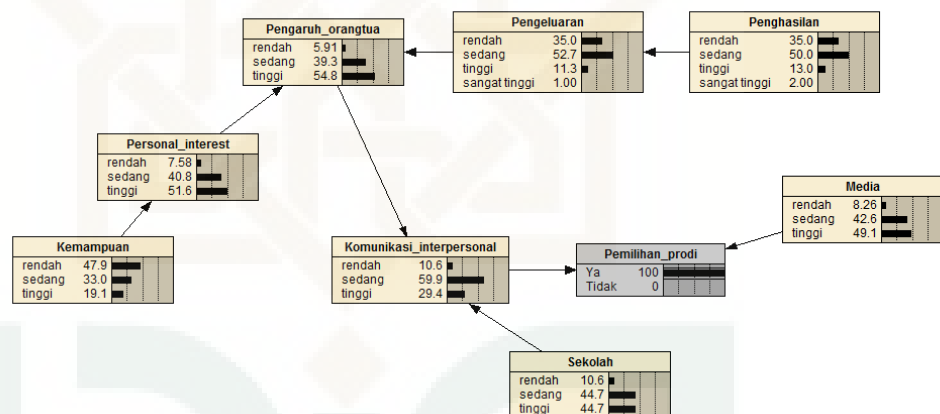 Pengaruh_orangtua
rendah 5.91
sedang 39.3
tinggi 54.8
Pengeluaran
rendah 35.0
sedang 52.7
tinggi 11.3
sangat tinggi 1.00
Penghasilan
rendah 35.0
sedang 50.0
tinggi 13.0
sangat tinggi 2.00
Personal_interest
rendah 7.58
sedang 40.8
tinggi 51.6
Media
rendah 8.26
sedang 42.6
tinggi 49.1
Kemampuan
rendah 47.9
sedang 33.0
tinggi 19.1
Komunikasi_interpersonal
rendah 10.6
sedang 59.9
tinggi 29.4
Pemilihan_prodi
Ya 100
Tidak 0
Sekolah
rendah 10.6
sedang 44.7
tinggi 44.7